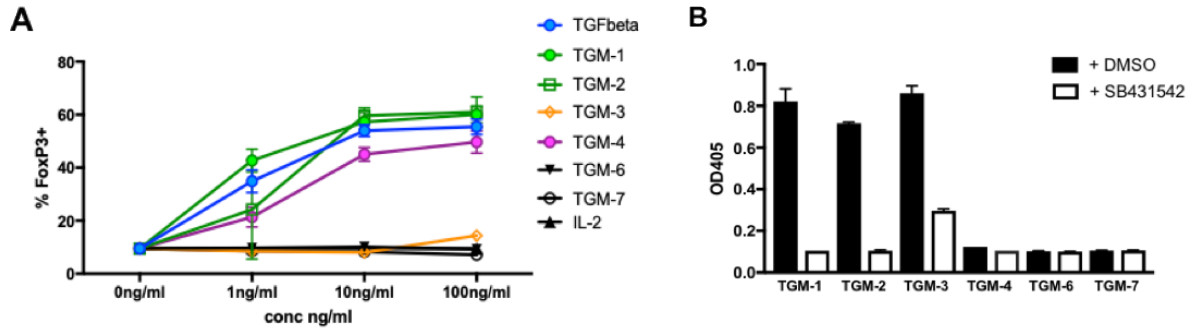 A
% FoxP3+
80
60
40
20
0
0ng/ml 1ng/ml 10ng/ml 100ng/ml
conc ng/ml
TGFbeta
TGM-1
TGM-2
TGM-3
TGM-4
TGM-6
TGM-7
IL-2
B
OD405
1.0
0.8
0.6
0.4
0.2
0.0
TGM-1 TGM-2 TGM-3 TGM-4 TGM-6 TGM-7
+ DMSO
+ SB431542